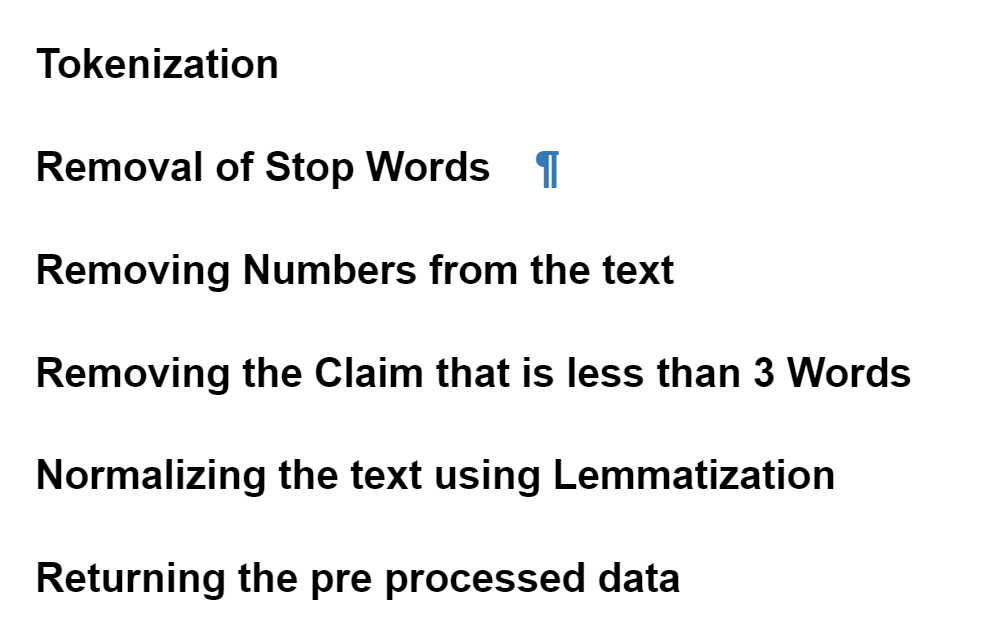 Tokenization
Removal of Stop Words ¶
Removing Numbers from the text
Removing the Claim that is less than 3 Words
Normalizing the text using Lemmatization
Returning the pre processed data